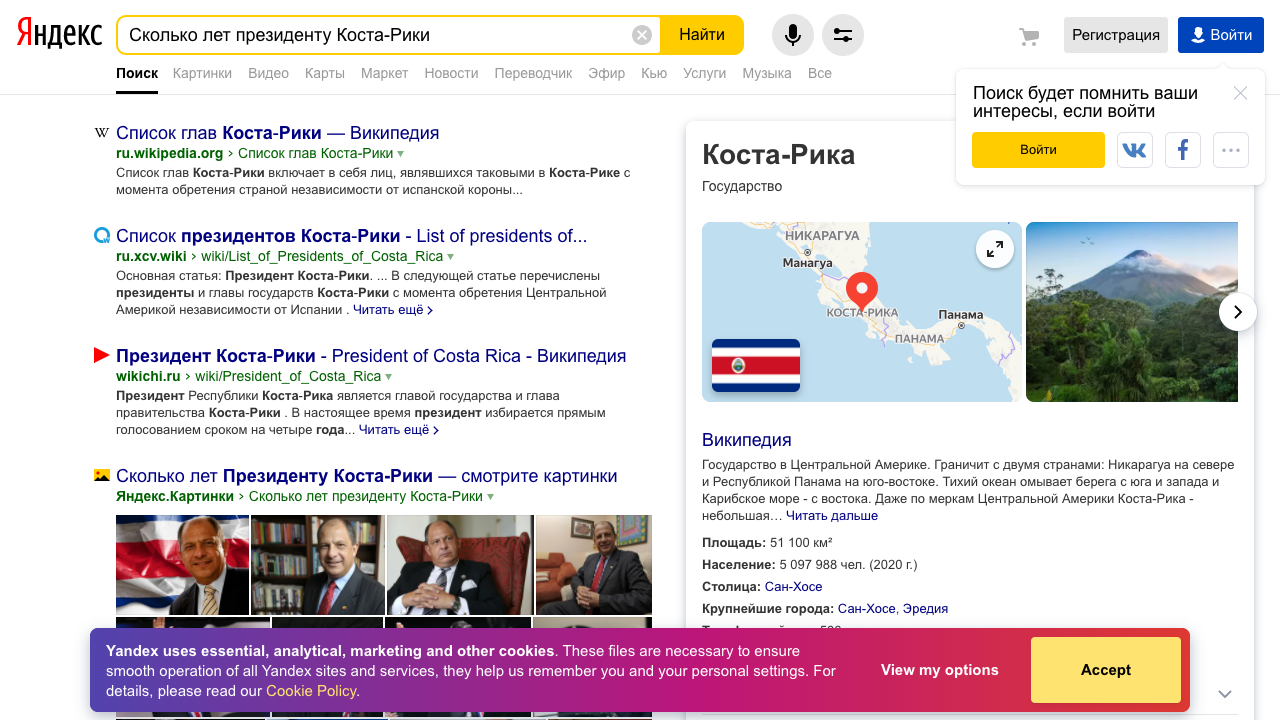 Яндекс
Сколько лет президенту Коста-Рики
Найти
Регистрация
Войти
Поиск Картинки Видео Карты Маркет Новости Переводчик Эфир Кью Услуги Музыка Все
Поиск будет помнить ваши
интересы, если войти
Войти
Список глав Коста-Рики — Википедия
ru.wikipedia.org › Список глав Коста-Рики
Список глав Коста-Рики включает в себя лиц, являвшихся таковыми в Коста-Рике с
момента обретения страной независимости от испанской короны...
Список президентов Коста-Рики - List of presidents of...
ru.xcv.wiki › wiki/List_of_Presidents_of_Costa_Rica
Основная статья: Президент Коста-Рики. ... В следующей статье перечислены
президенты и главы государств Коста-Рики с момента обретения Центральной
Америкой независимости от Испании . Читать ещё ›
Президент Коста-Рики - President of Costa Rica - Википедия
wikichi.ru › wiki/President_of_Costa_Rica
Президент Республики Коста-Рика является главой государства и глава
правительства Коста-Рики . В настоящее время президент избирается прямым
голосованием сроком на четыре года... Читать ещё ›
Сколько лет Президенту Коста-Рики — смотрите картинки
Яндекс.Картинки › Сколько лет президенту Коста-Рики
Коста-Рика
Государство
НИКАРАГУА
Манагуа
КОСТА-РИКА
Панама
ПАНАМА
Википедия
Государство в Центральной Америке. Граничит с двумя странами: Никарагуа на севере
и Республикой Панама на юго-востоке. Тихий океан омывает берега с юга и запада и
Карибское море - с востока. Даже по меркам Центральной Америки Коста-Рика -
небольшая… Читать дальше
Площадь: 51 100 км²
Население: 5 097 988 чел. (2020 г.)
Столица: Сан-Хосе
Крупнейшие города: Сан-Хосе, Эредия
Yandex uses essential, analytical, marketing and other cookies. These files are necessary to ensure
smooth operation of all Yandex sites and services, they help us remember you and your personal settings. For
details, please read our Cookie Policy.
View my options
Accept